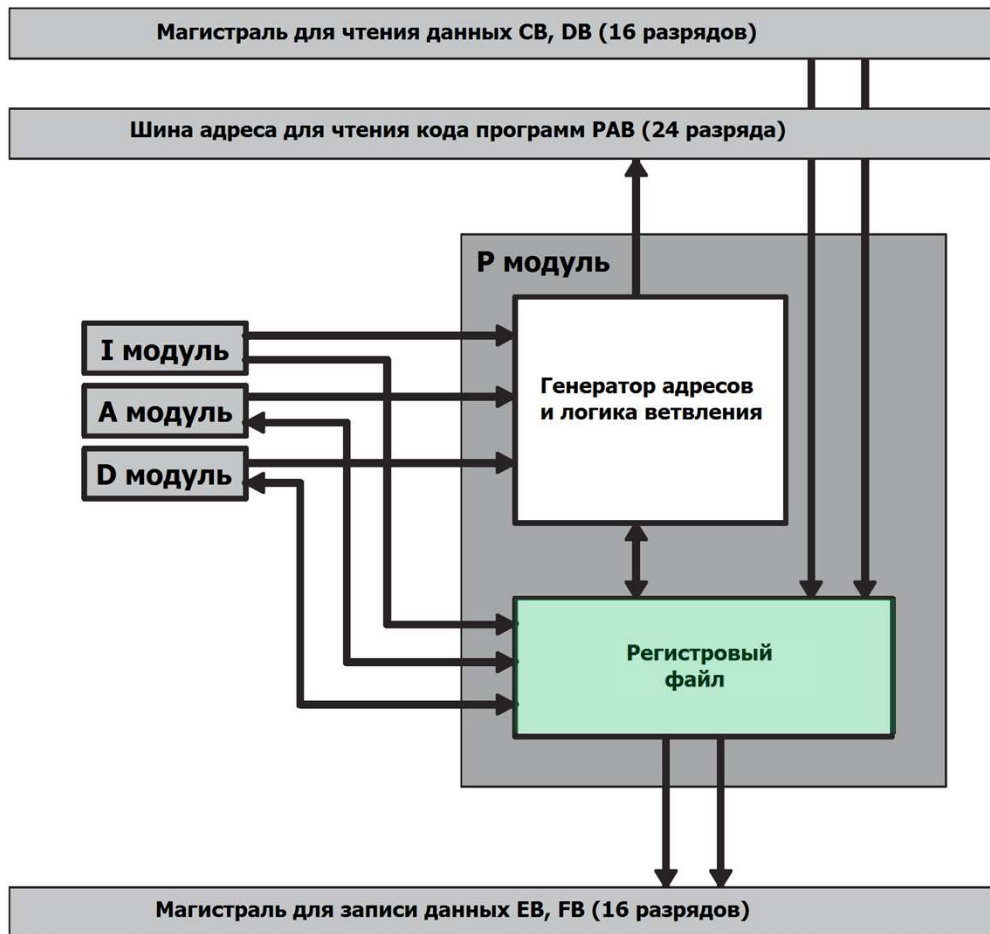 Магистраль для чтения данных CB, DB (16 разрядов)
Шина адреса для чтения кода программ PAB (24 разряда)
P модуль
I модуль
A модуль
D модуль
Генератор адресов
и логика ветвления
Регистровый
файл
Магистраль для записи данных EB, FB (16 разрядов)